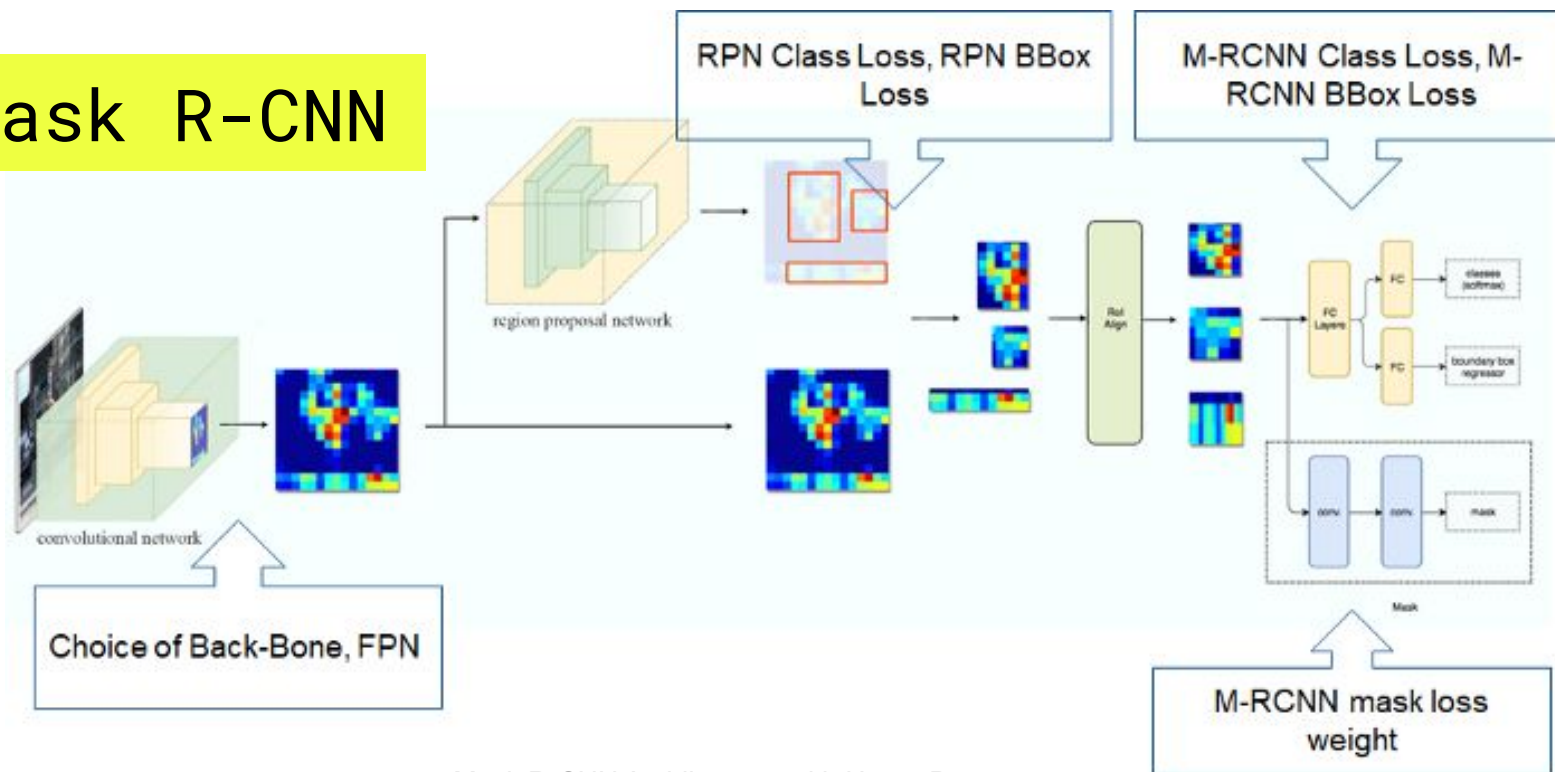 ask R-CNN
RPN Class Loss, RPN BBox
Loss
M-RCNN Class Loss, M-
RCNN BBox Loss
region proposal network
convolutional network
RoI
Align
FC
Layers
FC
classes
(softmax)
FC
boundary box
regressor
conv.
conv.
mask
Mask
Choice of Back-Bone, FPN
M-RCNN mask loss
weight